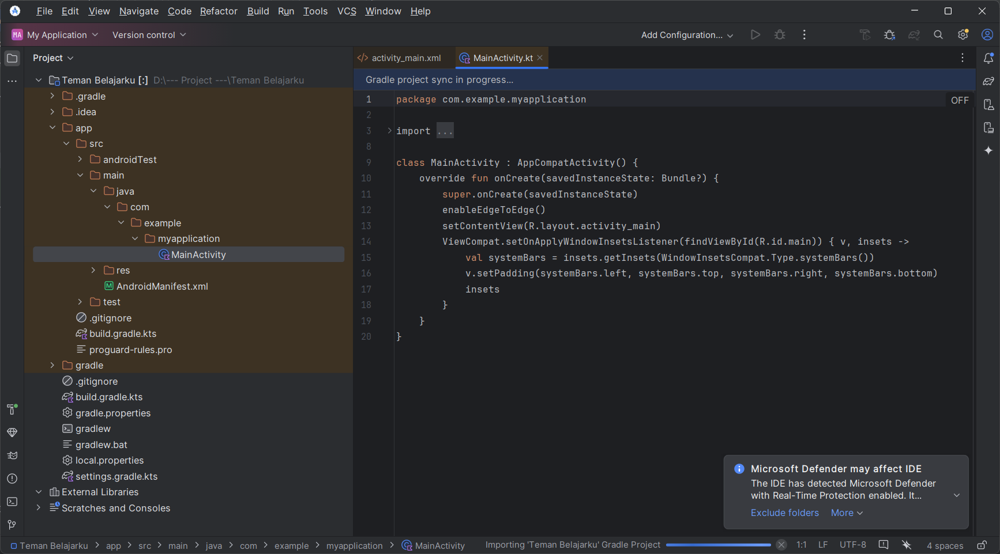 File Edit View Navigate Code Refactor Build Run Tools VCS Window Help
MA My Application Version control Add Configuration...
Project
activity_main.xml MainActivity.kt
Teman Belajarku [:] D:\--- Project ---\Teman Belajarku
.gradle
.idea
app
src
androidTest
main
java
com
example
myapplication
MainActivity
res
AndroidManifest.xml
test
.gitignore
build.gradle.kts
proguard-rules.pro
gradle
.gitignore
build.gradle.kts
gradle.properties
gradlew
gradlew.bat
local.properties
settings.gradle.kts
External Libraries
Scratches and Consoles
Gradle project sync in progress...
OFF
1 package com.example.myapplication
2
3 import ...
8
9 class MainActivity : AppCompatActivity() {
10 override fun onCreate(savedInstanceState: Bundle?) {
11 super.onCreate(savedInstanceState)
12 enableEdgeToEdge()
13 setContentView(R.layout.activity_main)
14 ViewCompat.setOnApplyWindowInsetsListener(findViewById(R.id.main)) { v, insets ->
15 val systemBars = insets.getInsets(WindowInsetsCompat.Type.systemBars())
16 v.setPadding(systemBars.left, systemBars.top, systemBars.right, systemBars.bottom)
17 insets
18 }
19 }
20 }
Microsoft Defender may affect IDE
The IDE has detected Microsoft Defender
with Real-Time Protection enabled. It...
Exclude folders More
Teman Belajarku > app > src > main > java > com > example > myapplication > MainActivity Importing 'Teman Belajarku' Gradle Project 1:1 LF UTF-8 4 spaces